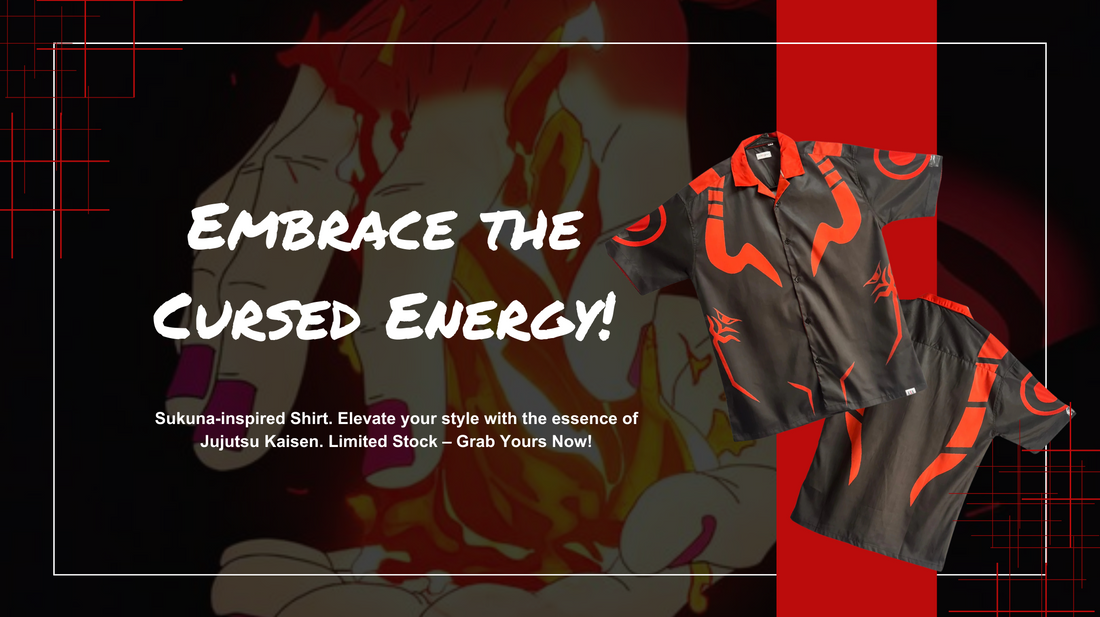 EMBRACE THE
CURSED ENERGY!
Sukuna-inspired Shirt. Elevate your style with the essence of
Jujutsu Kaisen. Limited Stock – Grab Yours Now!